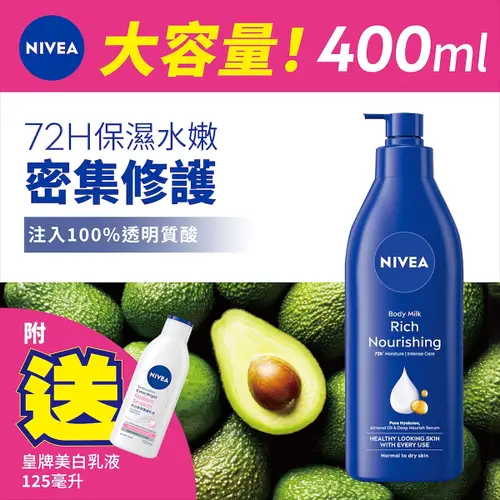 NIVEA
大容量！400ml
72H保濕水嫩
密集修護
注入100%透明質酸
NIVEA
Body Milk
Rich
Nourishing
72H Moisture | Intense Care
Pure Hyaluron,
Almond Oil & Deep Nourish Serum
HEALTHY LOOKING SKIN
WITH EVERY USE
Normal to dry skin
附
送
NIVEA
Extra Bright
皇牌美白乳液
125毫升